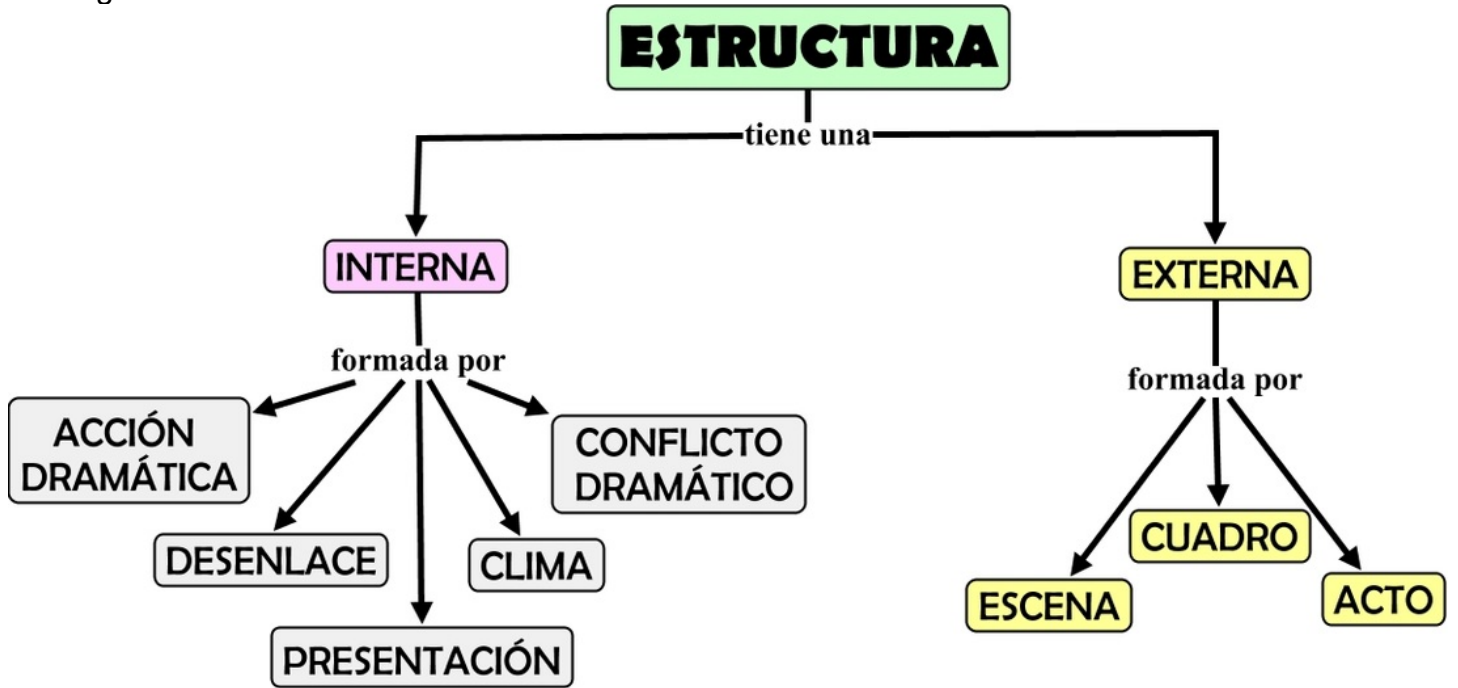 ESTRUCTURA
tiene una
INTERNA
EXTERNA
formada por
formada por
ACCIÓN
DRAMÁTICA
CONFLICTO
DRAMÁTICO
DESENLACE
CLIMA
PRESENTACIÓN
CUADRO
ESCENA
ACTO